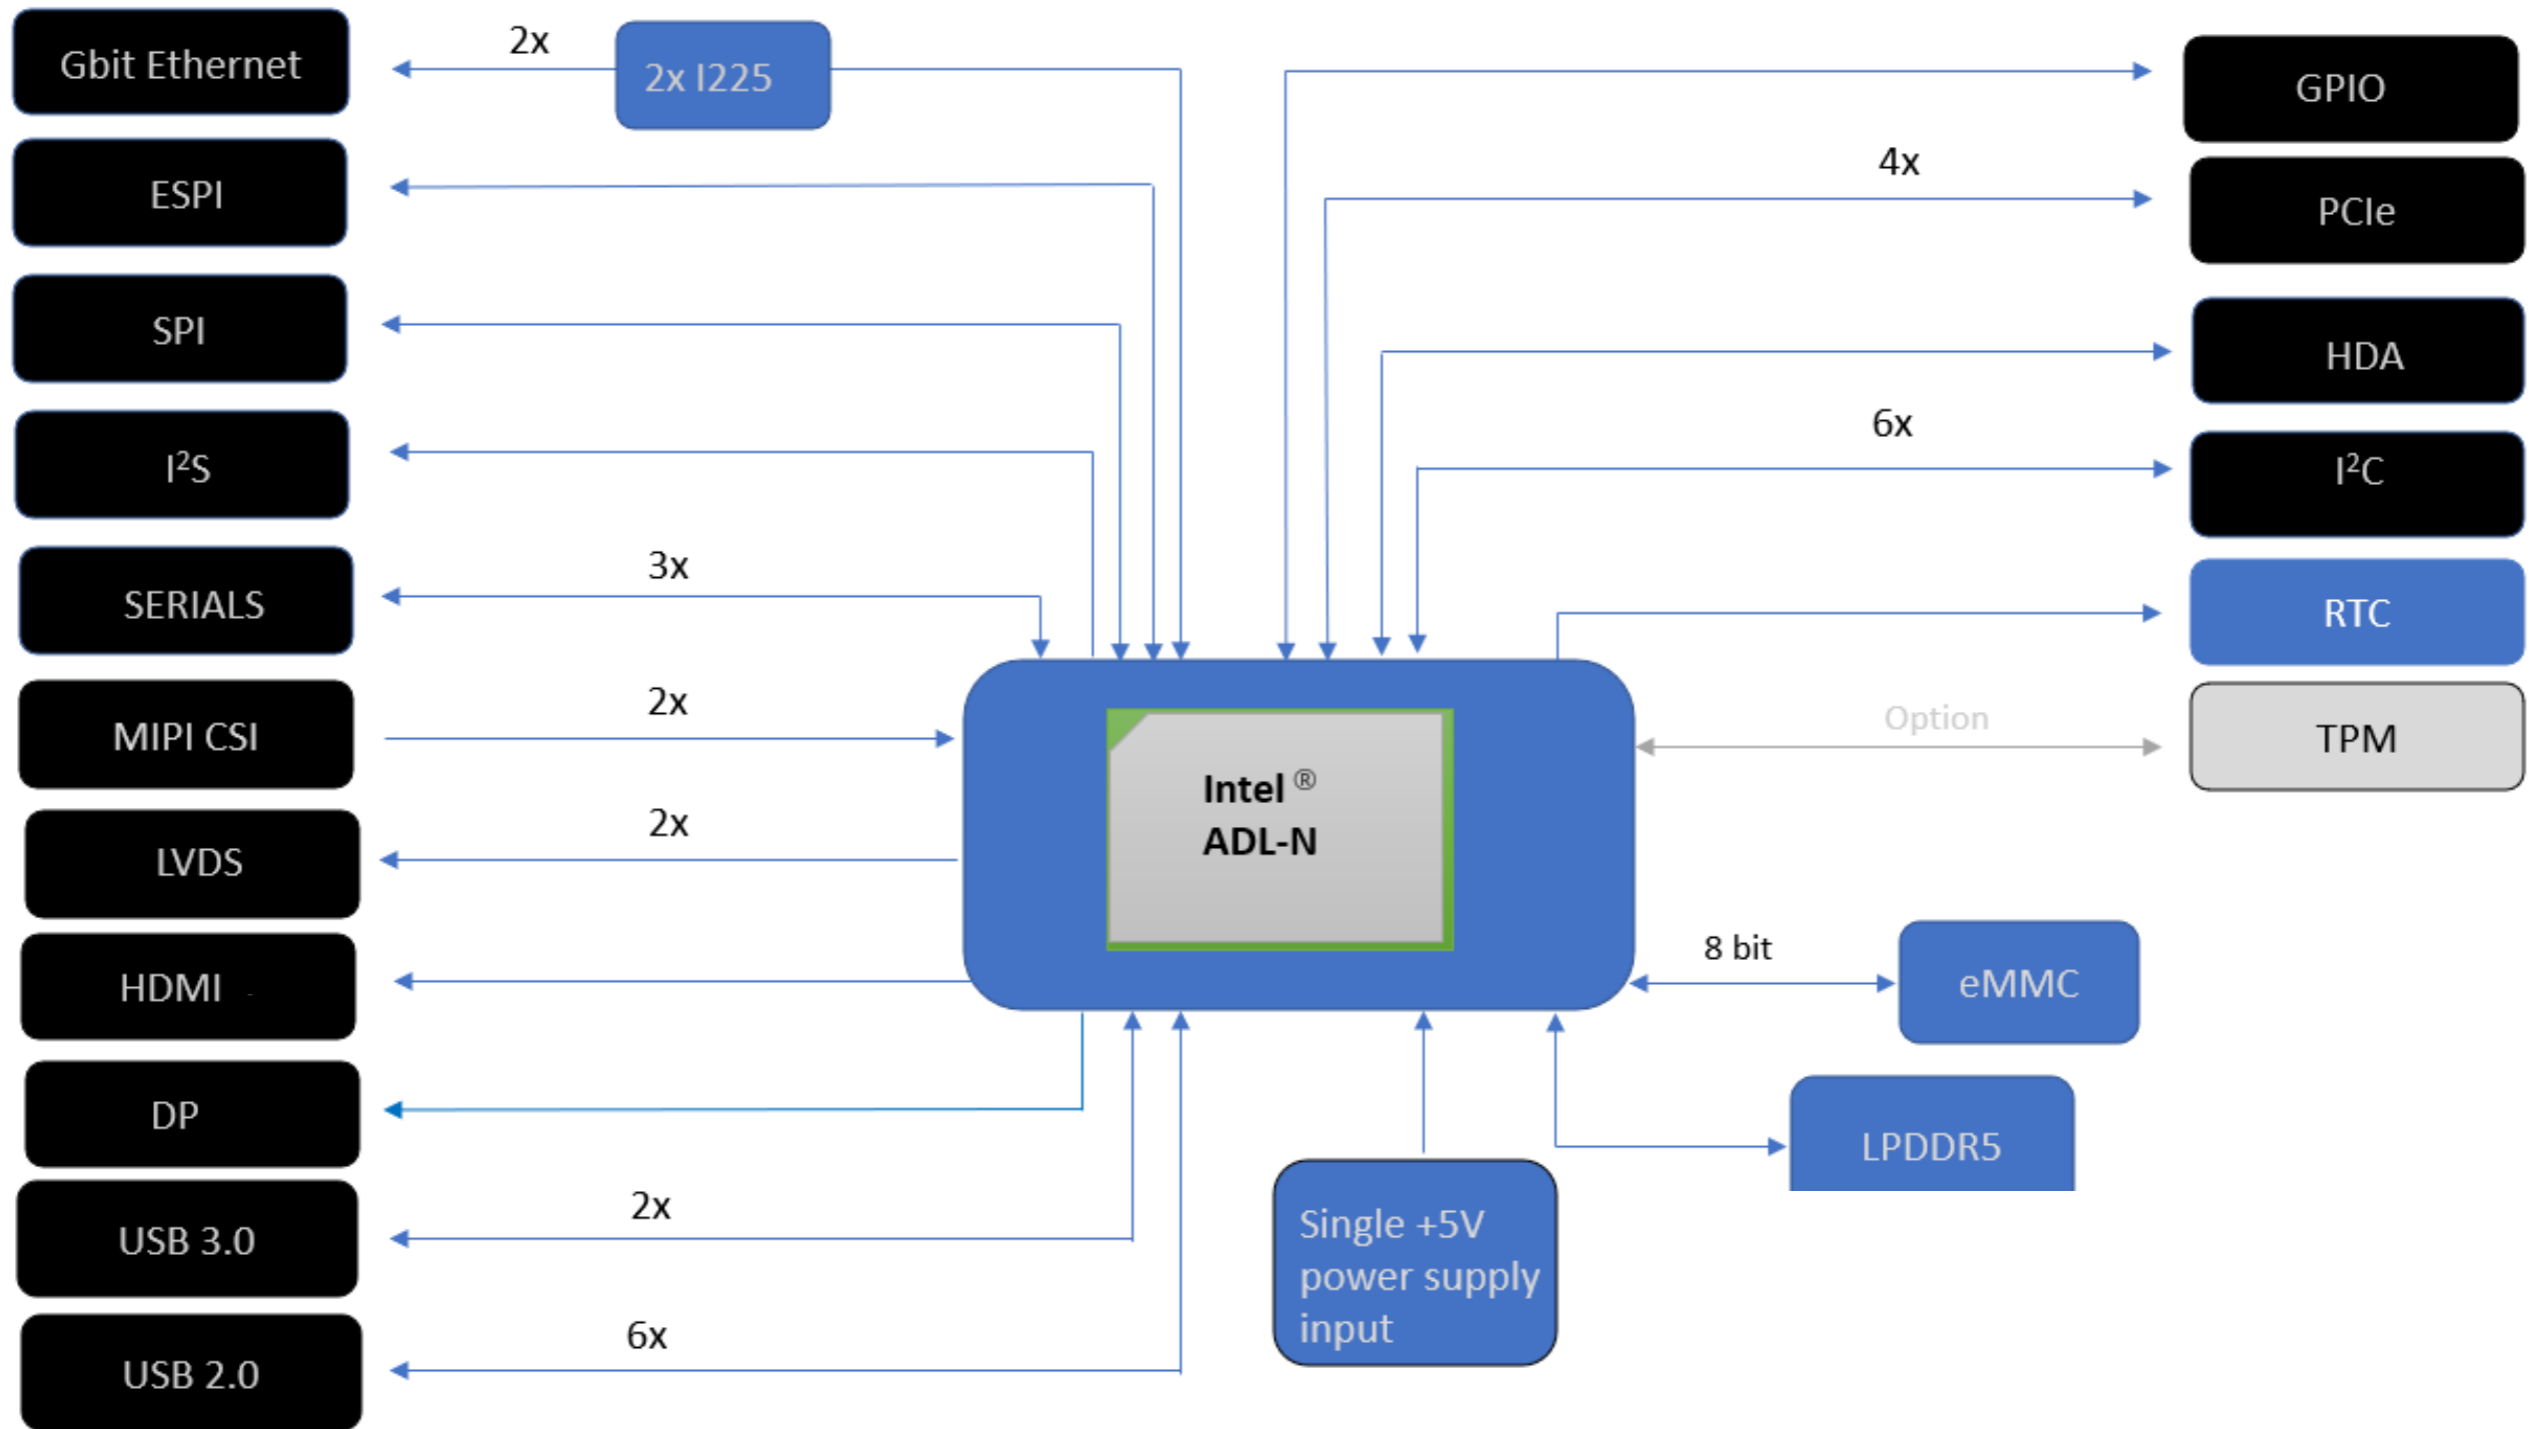 Gbit Ethernet
2x
2x I225
ESPI
SPI
I²S
SERIALS
3x
MIPI CSI
2x
LVDS
2x
HDMI
DP
USB 3.0
2x
USB 2.0
6x
Intel ®
ADL-N
GPIO
PCIe
4x
HDA
I²C
6x
RTC
Option
TPM
8 bit
eMMC
LPDDR5
Single +5V
power supply
input